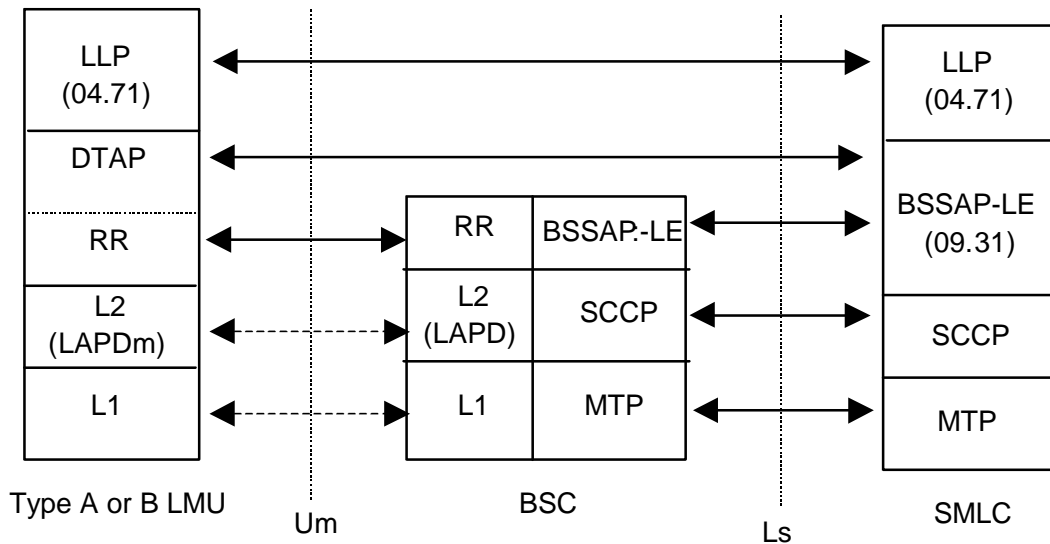 LLP
(04.71)
DTAP
RR
L2
(LAPDm)
L1
Type A or B LMU
Um
RR
BSSAP:-LE
L2
(LAPD)
SCCP
L1
MTP
BSC
Ls
LLP
(04.71)
BSSAP-LE
(09.31)
SCCP
MTP
SMLC